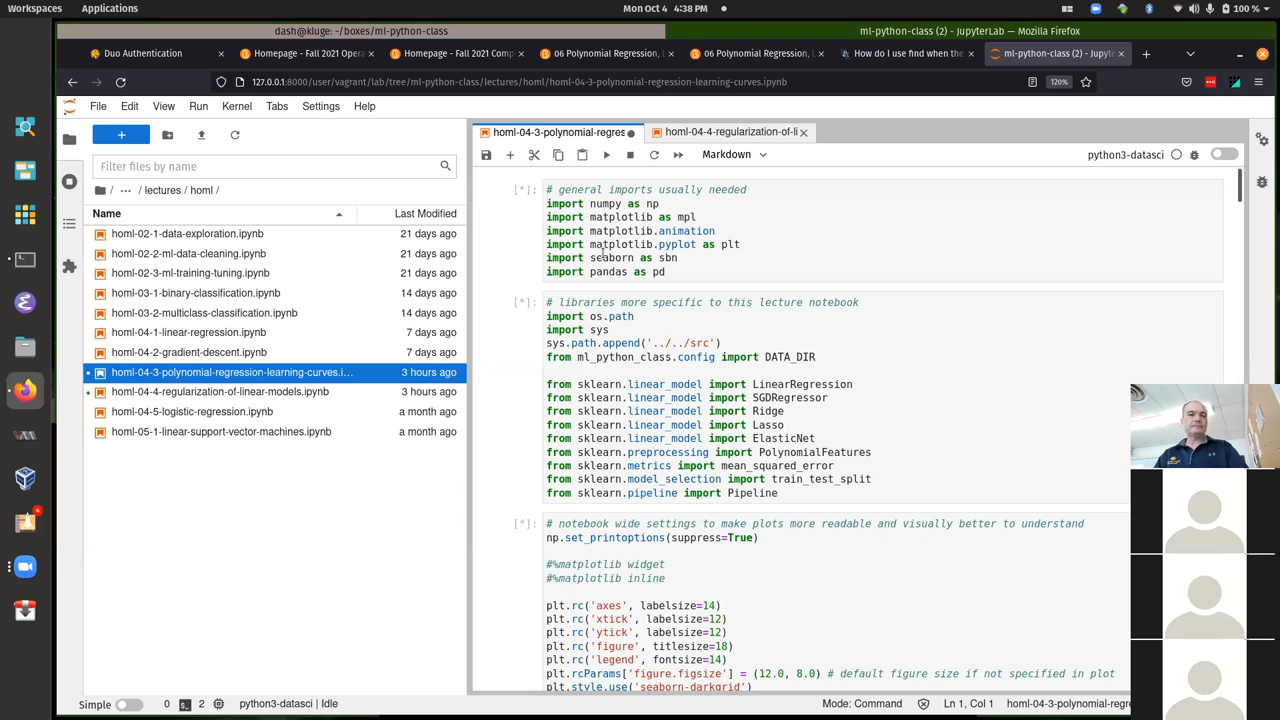 Workspaces Applications Mon Oct 4 4:38 PM 100 %
dash@kluge: ~/boxes/ml-python-class
ml-python-class (2) - JupyterLab — Mozilla Firefox
Duo Authentication
Homepage - Fall 2021 Oper
Homepage - Fall 2021 Comp
06 Polynomial Regression, L
06 Polynomial Regression, L
How do I use find when the
ml-python-class (2) - Jupyte
127.0.0.1:8000/user/vagrant/lab/tree/ml-python-class/lectures/homl/homl-04-3-polynomial-regression-learning-curves.ipynb 120%
File Edit View Run Kernel Tabs Settings Help
homl-04-3-polynomial-regres
homl-04-4-regularization-of-li
Markdown
python3-datasci
Filter files by name
/ ... / lectures / homl /
Name Last Modified
homl-02-1-data-exploration.ipynb 21 days ago
homl-02-2-ml-data-cleaning.ipynb 21 days ago
homl-02-3-ml-training-tuning.ipynb 21 days ago
homl-03-1-binary-classification.ipynb 14 days ago
homl-03-2-multiclass-classification.ipynb 14 days ago
homl-04-1-linear-regression.ipynb 7 days ago
homl-04-2-gradient-descent.ipynb 7 days ago
homl-04-3-polynomial-regression-learning-curves.i... 3 hours ago
homl-04-4-regularization-of-linear-models.ipynb 3 hours ago
homl-04-5-logistic-regression.ipynb a month ago
homl-05-1-linear-support-vector-machines.ipynb a month ago
[*]: # general imports usually needed
import numpy as np
import matplotlib as mpl
import matplotlib.animation
import matplotlib.pyplot as plt
import seaborn as sbn
import pandas as pd
[*]: # libraries more specific to this lecture notebook
import os.path
import sys
sys.path.append('../../src')
from ml_python_class.config import DATA_DIR
from sklearn.linear_model import LinearRegression
from sklearn.linear_model import SGDRegressor
from sklearn.linear_model import Ridge
from sklearn.linear_model import Lasso
from sklearn.linear_model import ElasticNet
from sklearn.preprocessing import PolynomialFeatures
from sklearn.metrics import mean_squared_error
from sklearn.model_selection import train_test_split
from sklearn.pipeline import Pipeline
[*]: # notebook wide settings to make plots more readable and visually better to understand
np.set_printoptions(suppress=True)
#%matplotlib widget
#%matplotlib inline
plt.rc('axes', labelsize=14)
plt.rc('xtick', labelsize=12)
plt.rc('ytick', labelsize=12)
plt.rc('figure', titlesize=18)
plt.rc('legend', fontsize=14)
plt.rcParams['figure.figsize'] = (12.0, 8.0) # default figure size if not specified in plot
plt.style.use('seaborn-darkgrid')
Simple 0 2 python3-datasci | Idle Mode: Command Ln 1, Col 1 homl-04-3-polynomial-regre